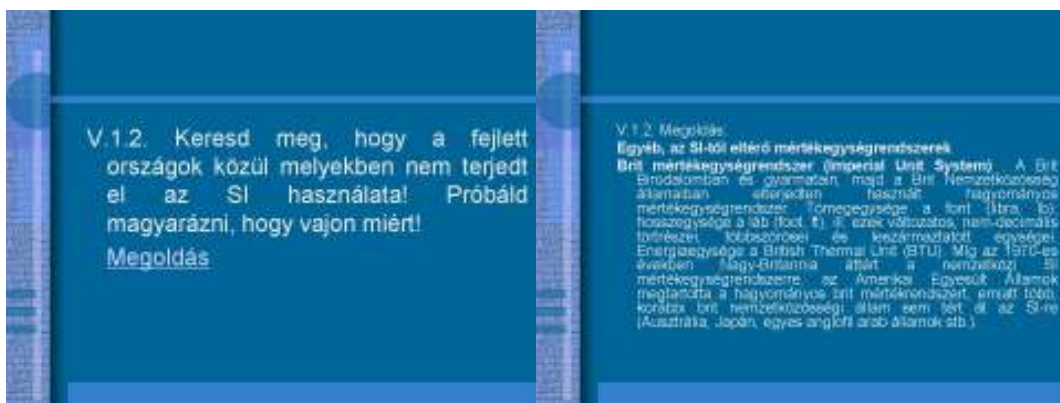 V.1.2. Keresd meg, hogy a fejlett
országok közül melyekben nem terjedt
el az SI használata! Próbáld
magyarázni, hogy vajon miért!
Megoldás
V.1.2. Megoldás:
Egyéb, az SI-től eltérő mértékegységrendszerek
Brit mértékegységrendszer (Imperial Unit System). A Brit
Birodalomban és gyarmatain, majd a Brit Nemzetközösség
államaiban elterjedten használt hagyományos
mértékegységrendszer. Tömegegysége a font (libra, lb),
hosszegysége a láb (foot, ft), ill. ezek változatos, nem-decimális
törtrészei, többszörösei és leszármaztatott egységei.
Energiaegysége a British Thermal Unit (BTU). Míg az 1970-es
években Nagy-Britannia áttért a nemzetközi SI
mértékegységrendszerre, az Amerikai Egyesült Államok
megtartotta a hagyományos brit mértékrendszert, emiatt több,
korábbi brit nemzetközösségi állam sem tért át az SI-re
(Ausztrália, Japán, egyes anglofil arab államok stb.).